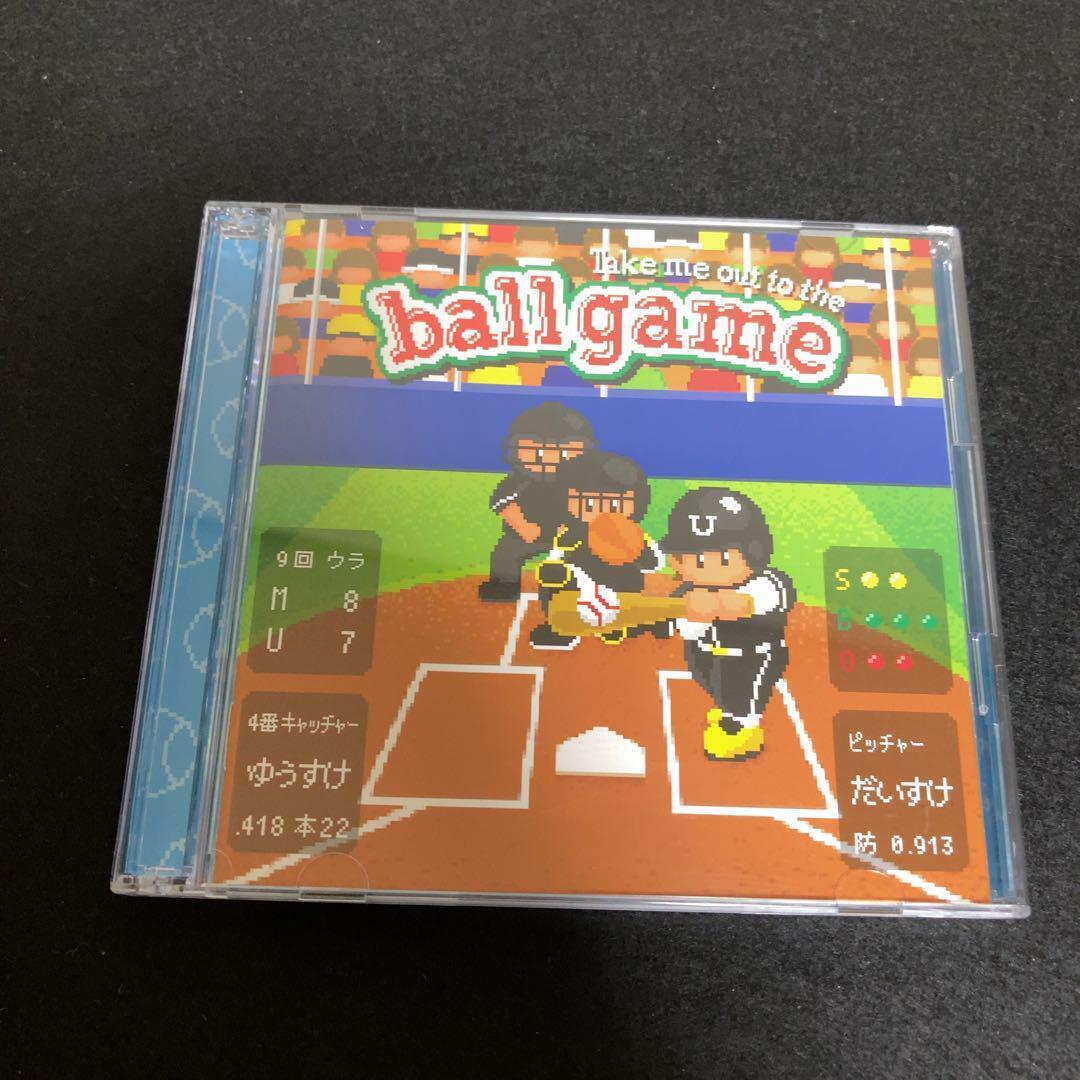 Take me out to the
ball game
U
9回 ウラ
M 8
U 7
4番キャッチャー
ゆうすけ
.418 本22
S
B
O
ピッチャー
だいすけ
防 0.913